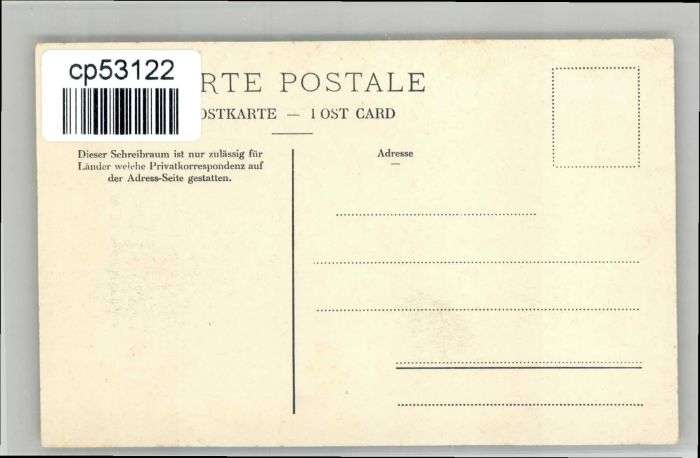 cp53122
RTE POSTALE
OSTKARTE — 1 OST CARD
Dieser Schreibraum ist nur zulässig für
Länder welche Privatkorrespondenz auf
der Adress-Seite gestatten.
Adresse